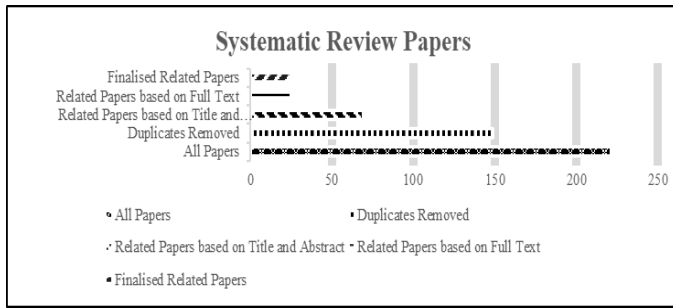 Systematic Review Papers
Finalised Related Papers
Related Papers based on Full Text
Related Papers based on Title and...
Duplicates Removed
All Papers
0 50 100 150 200 250
All Papers Duplicates Removed
Related Papers based on Title and Abstract Related Papers based on Full Text
Finalised Related Papers